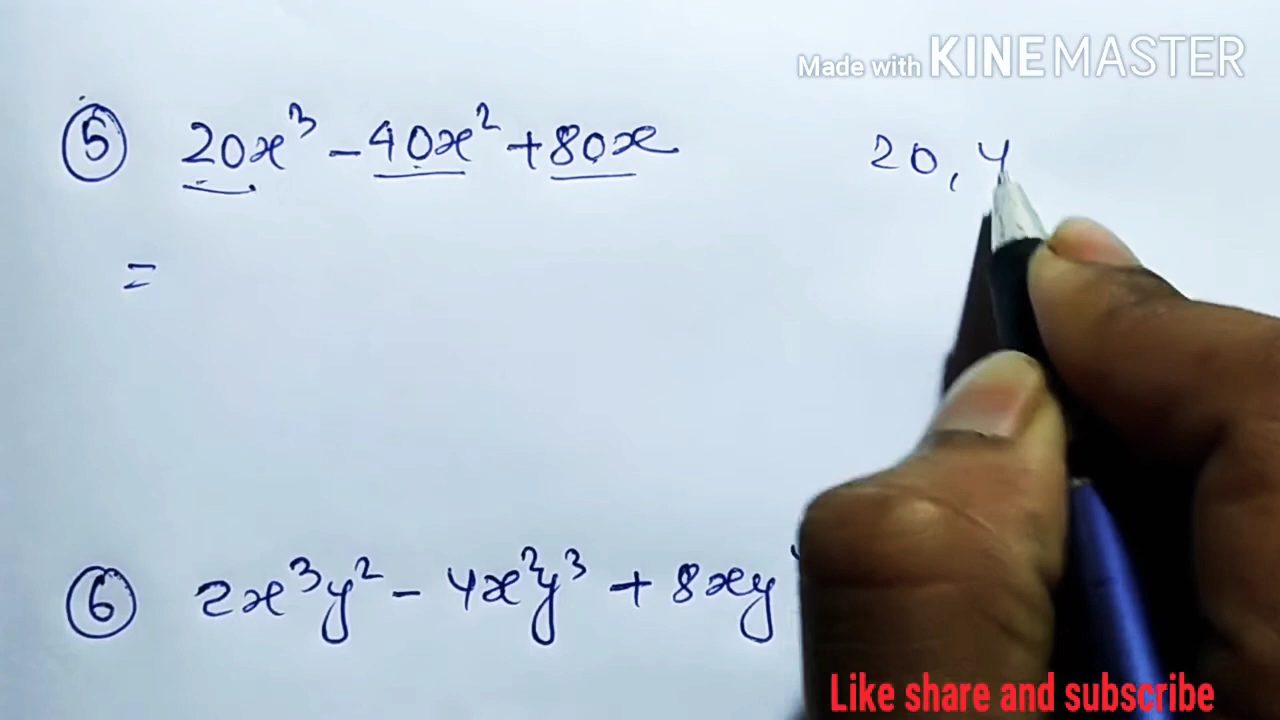 Made with KINEMASTER
⑤ 20x³ - 40x² + 80x 20, 4
=
⑥ 2x³y² - 4x²y³ + 8xy
Like share and subscribe